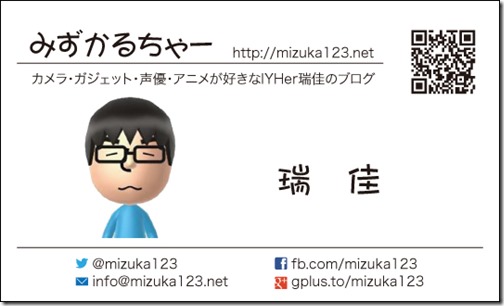 みずかるちゃー http://mizuka123.net
カメラ・ガジェット・声優・アニメが好きなIYHer瑞佳のブログ
瑞 佳
@mizuka123 fb.com/mizuka123
info@mizuka123.net gplus.to/mizuka123